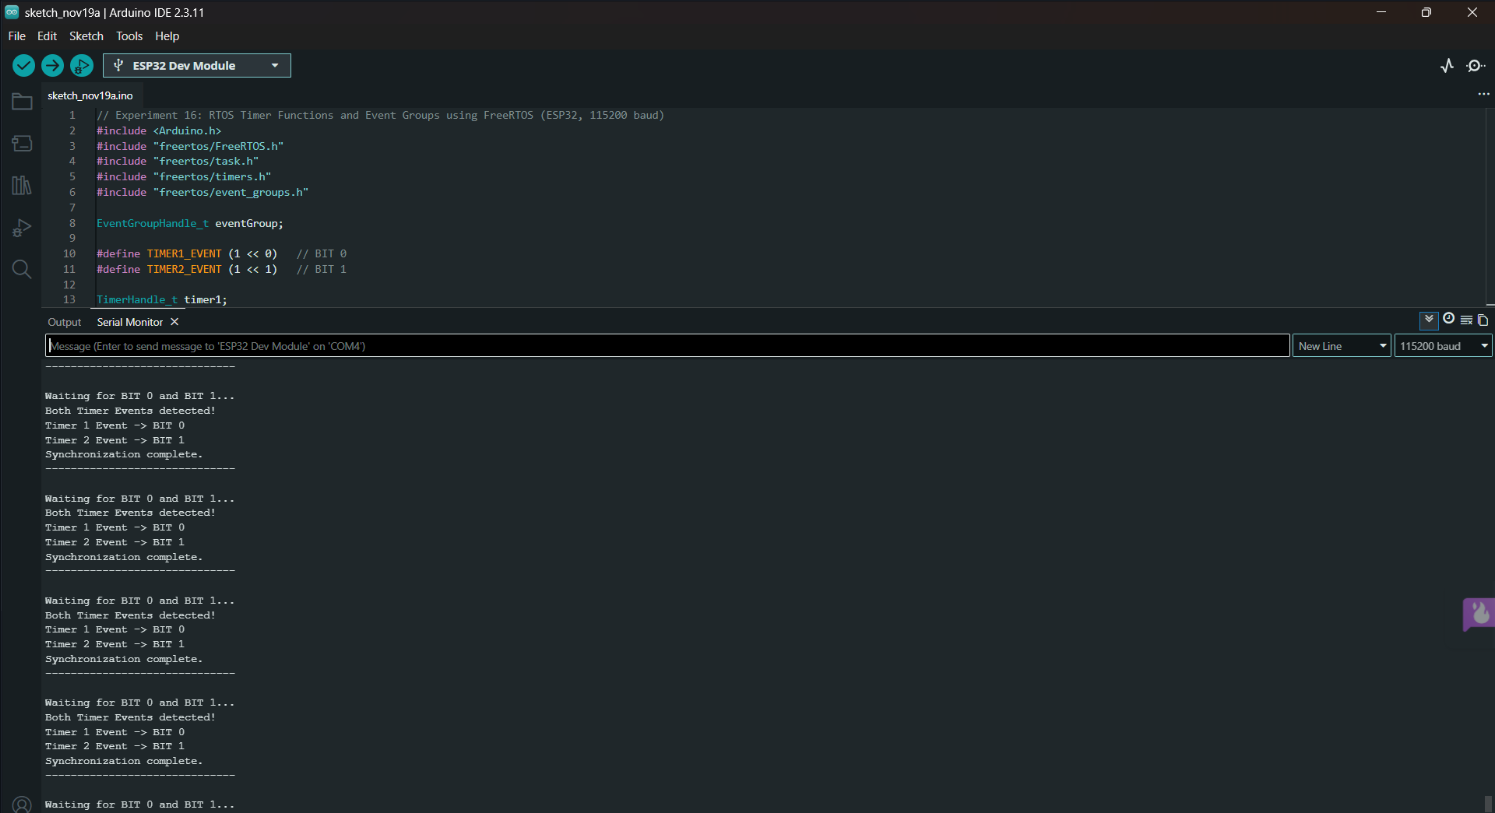 sketch_nov19a | Arduino IDE 2.3.11
File Edit Sketch Tools Help
ESP32 Dev Module
sketch_nov19a.ino
1 // Experiment 16: RTOS Timer Functions and Event Groups using FreeRTOS (ESP32, 115200 baud)
2 #include <Arduino.h>
3 #include "freertos/FreeRTOS.h"
4 #include "freertos/task.h"
5 #include "freertos/timers.h"
6 #include "freertos/event_groups.h"
7
8 EventGroupHandle_t eventGroup;
9
10 #define TIMER1_EVENT (1 << 0) // BIT 0
11 #define TIMER2_EVENT (1 << 1) // BIT 1
12
13 TimerHandle_t timer1;
Output Serial Monitor
Message (Enter to send message to 'ESP32 Dev Module' on 'COM4') New Line 115200 baud
------------------------------
Waiting for BIT 0 and BIT 1...
Both Timer Events detected!
Timer 1 Event -> BIT 0
Timer 2 Event -> BIT 1
Synchronization complete.
------------------------------
Waiting for BIT 0 and BIT 1...
Both Timer Events detected!
Timer 1 Event -> BIT 0
Timer 2 Event -> BIT 1
Synchronization complete.
------------------------------
Waiting for BIT 0 and BIT 1...
Both Timer Events detected!
Timer 1 Event -> BIT 0
Timer 2 Event -> BIT 1
Synchronization complete.
------------------------------
Waiting for BIT 0 and BIT 1...
Both Timer Events detected!
Timer 1 Event -> BIT 0
Timer 2 Event -> BIT 1
Synchronization complete.
------------------------------
Waiting for BIT 0 and BIT 1...